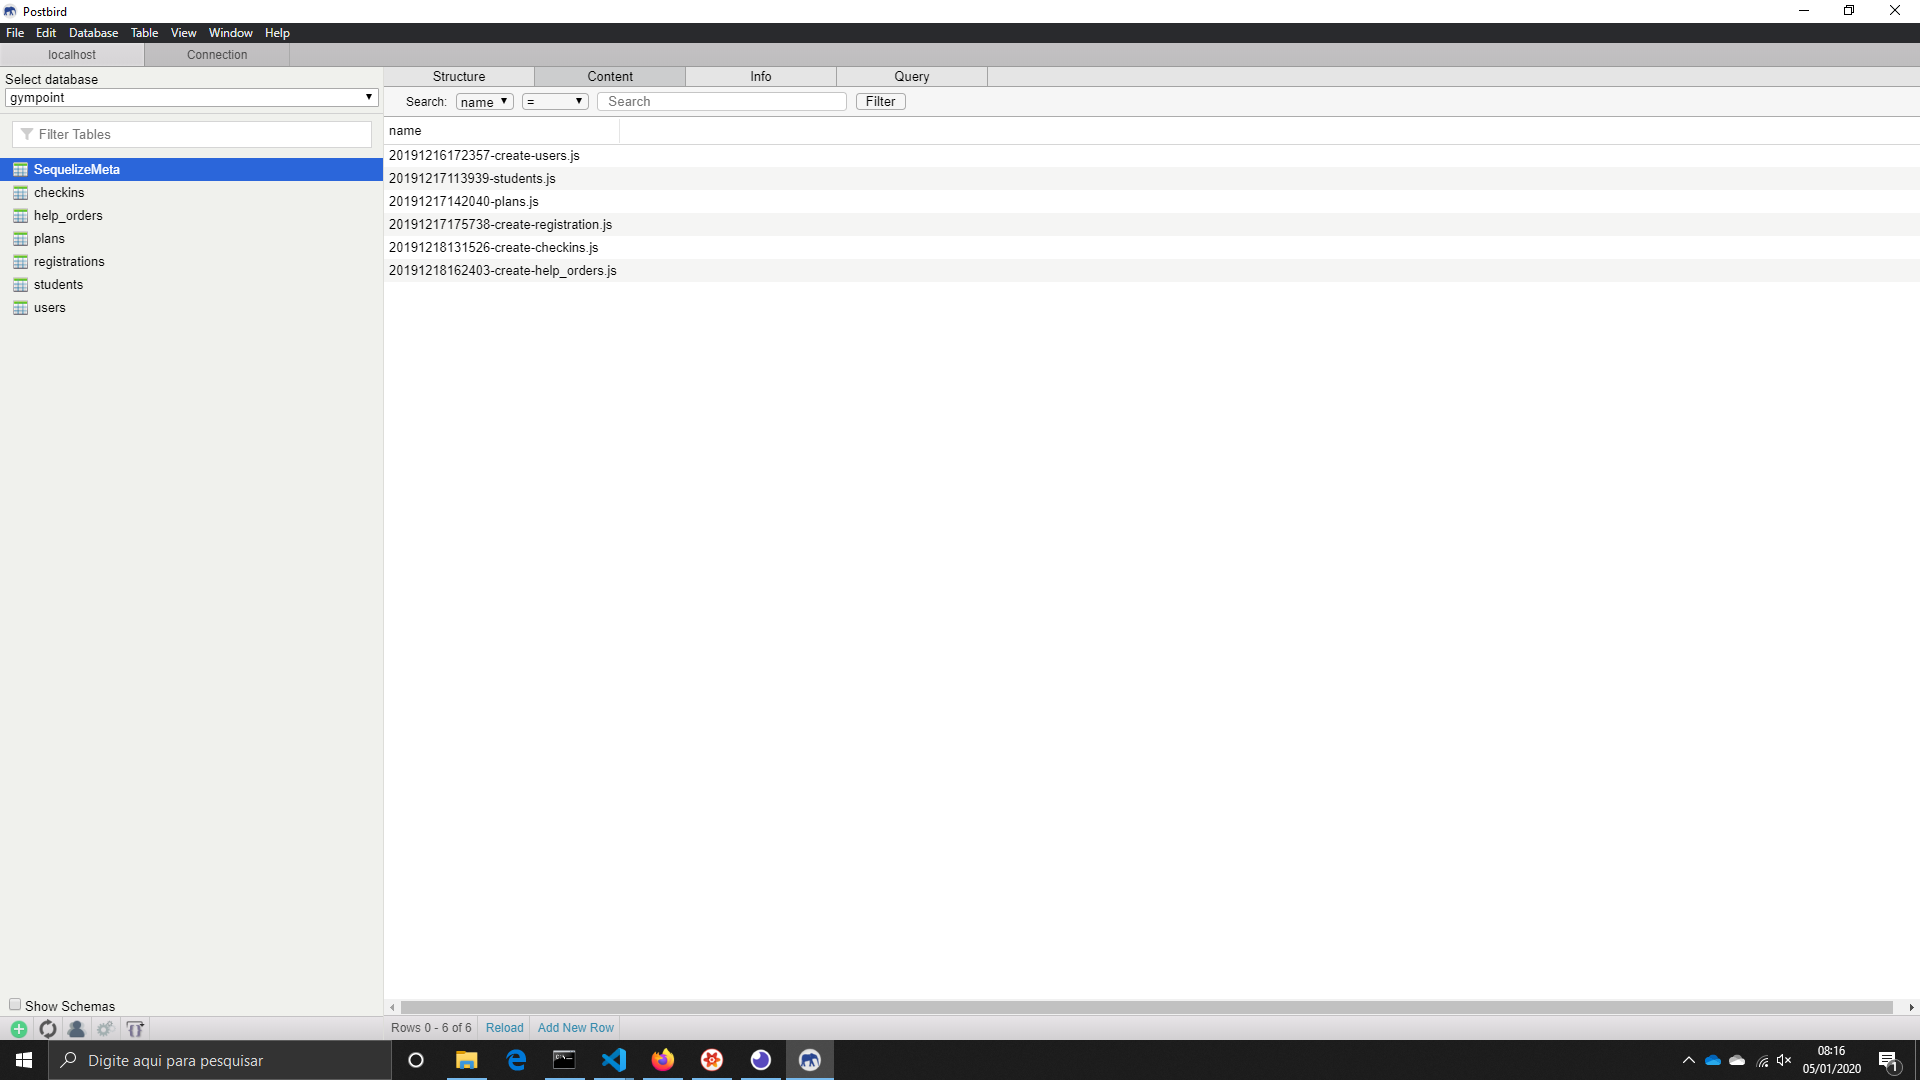 Postbird
File Edit Database Table View Window Help
localhost Connection
Select database
gympoint
Filter Tables
SequelizeMeta
checkins
help_orders
plans
registrations
students
users
Show Schemas
Structure Content Info Query
Search: name = Search Filter
name
20191216172357-create-users.js
20191217113939-students.js
20191217142040-plans.js
20191217175738-create-registration.js
20191218131526-create-checkins.js
20191218162403-create-help_orders.js
Rows 0 - 6 of 6 Reload Add New Row
Digite aqui para pesquisar
08:16
05/01/2020
1